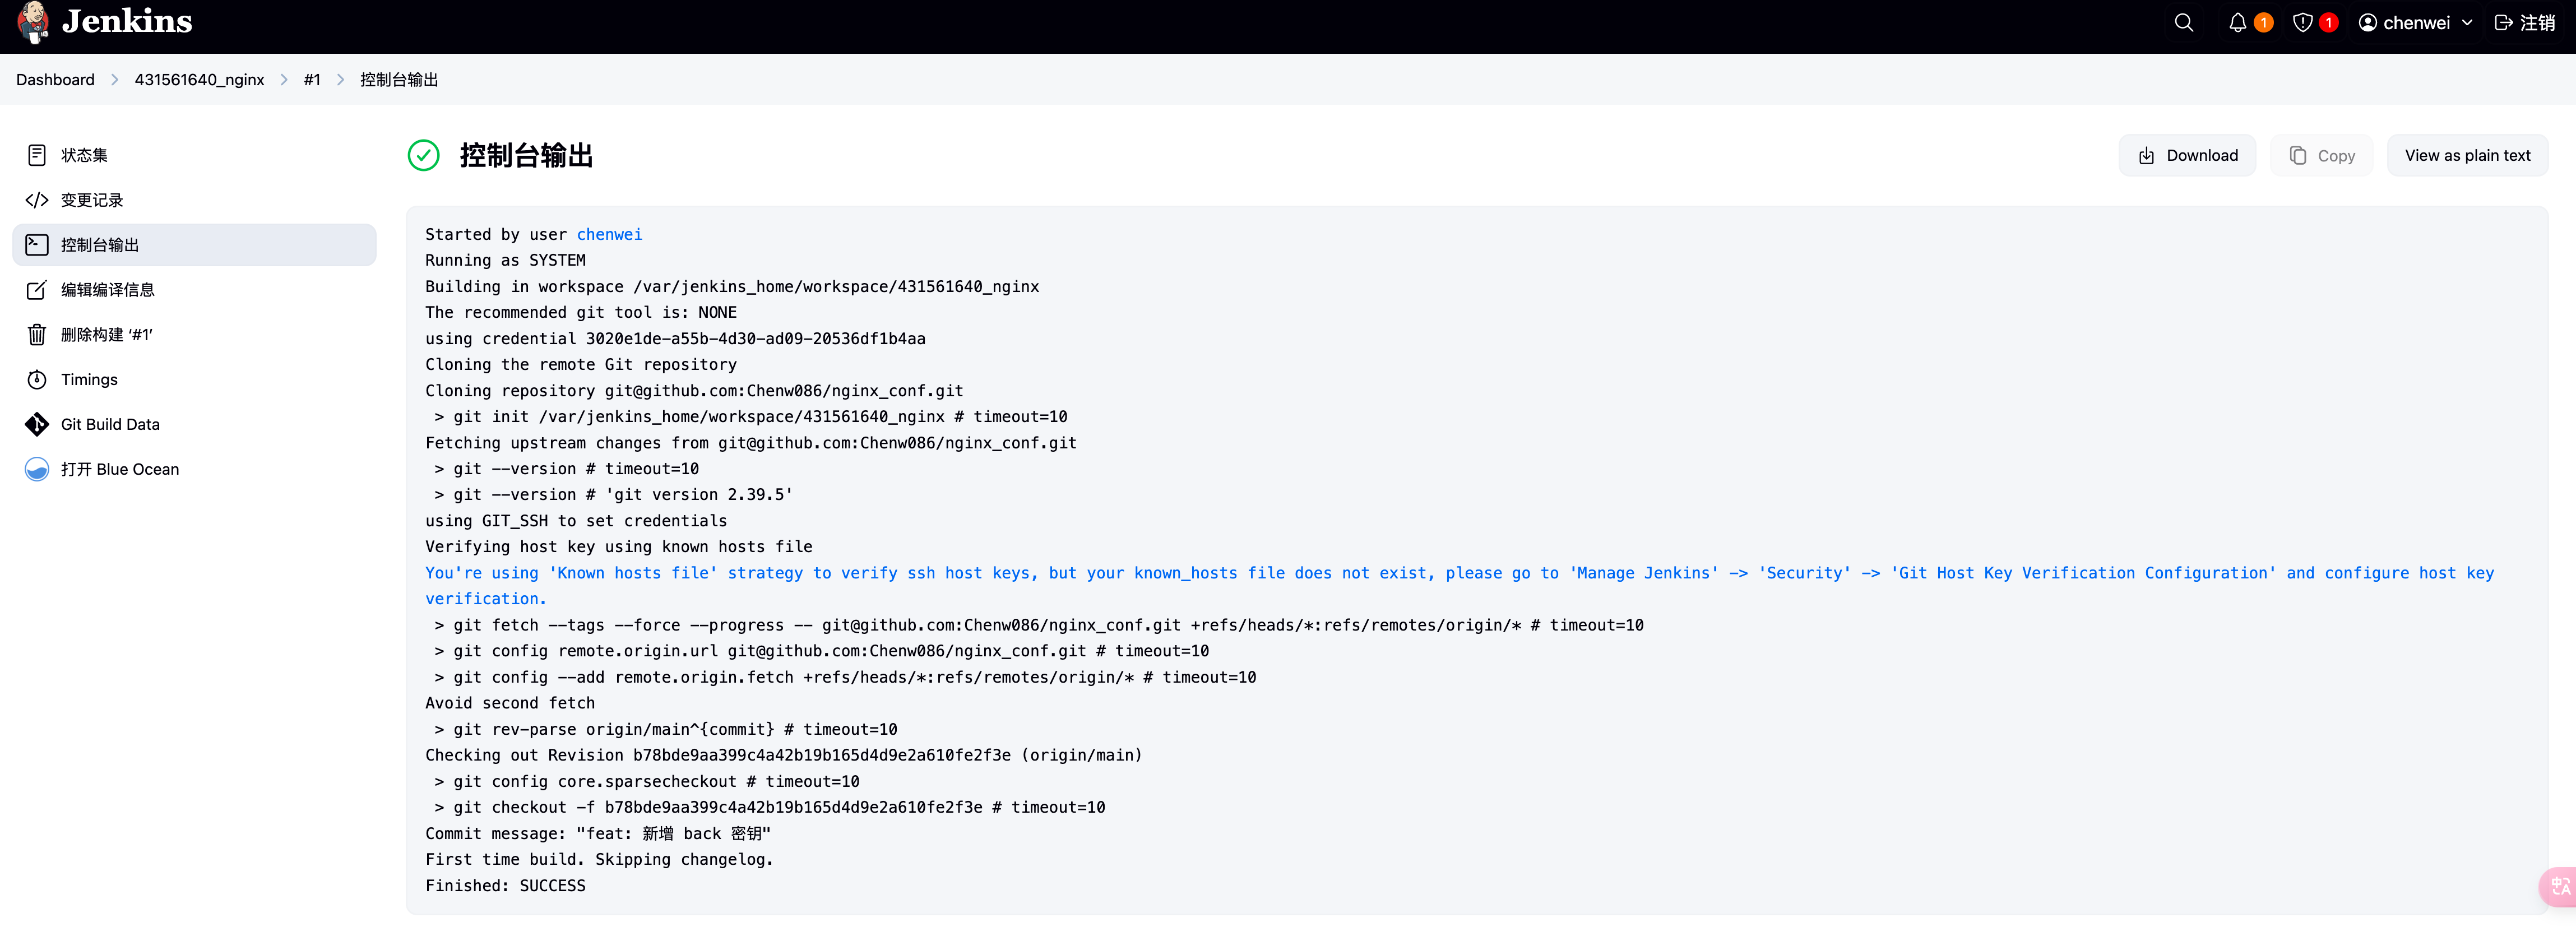 Jenkins
1
1
chenwei
注销
Dashboard
431561640_nginx
#1
控制台输出
状态集
变更记录
控制台输出
编辑编译信息
删除构建 ‘#1’
Timings
Git Build Data
打开 Blue Ocean
控制台输出
Download
Copy
View as plain text
Started by user chenwei
Running as SYSTEM
Building in workspace /var/jenkins_home/workspace/431561640_nginx
The recommended git tool is: NONE
using credential 3020e1de-a55b-4d30-ad09-20536df1b4aa
Cloning the remote Git repository
Cloning repository git@github.com:Chenw086/nginx_conf.git
 > git init /var/jenkins_home/workspace/431561640_nginx # timeout=10
Fetching upstream changes from git@github.com:Chenw086/nginx_conf.git
 > git --version # timeout=10
 > git --version # 'git version 2.39.5'
using GIT_SSH to set credentials
Verifying host key using known hosts file
You're using 'Known hosts file' strategy to verify ssh host keys, but your known_hosts file does not exist, please go to 'Manage Jenkins' -> 'Security' -> 'Git Host Key Verification Configuration' and configure host key
verification.
 > git fetch --tags --force --progress -- git@github.com:Chenw086/nginx_conf.git +refs/heads/*:refs/remotes/origin/* # timeout=10
 > git config remote.origin.url git@github.com:Chenw086/nginx_conf.git # timeout=10
 > git config --add remote.origin.fetch +refs/heads/*:refs/remotes/origin/* # timeout=10
Avoid second fetch
 > git rev-parse origin/main^{commit} # timeout=10
Checking out Revision b78bde9aa399c4a42b19b165d4d9e2a610fe2f3e (origin/main)
 > git config core.sparsecheckout # timeout=10
 > git checkout -f b78bde9aa399c4a42b19b165d4d9e2a610fe2f3e # timeout=10
Commit message: "feat: 新增 back 密钥"
First time build. Skipping changelog.
Finished: SUCCESS
中
A